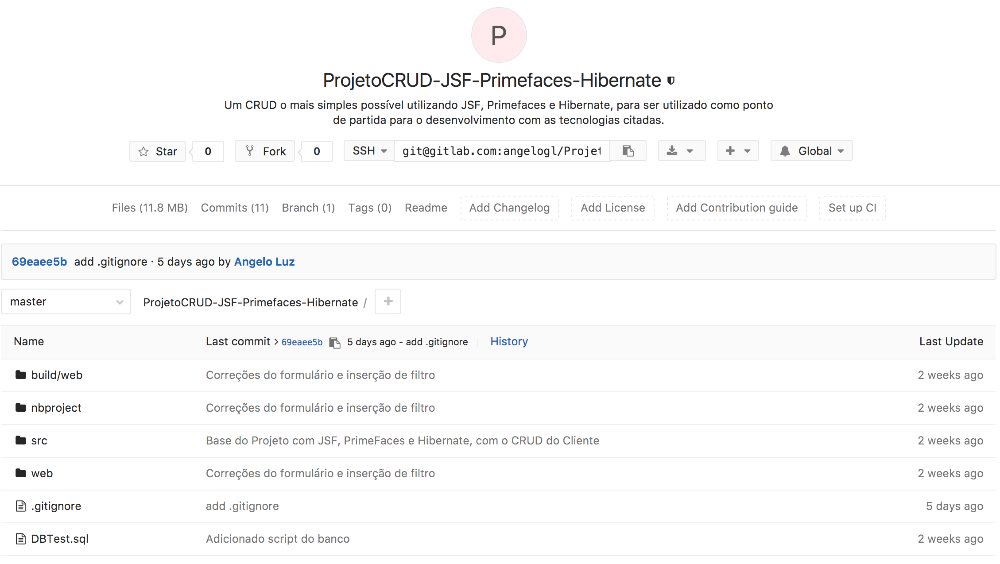 P
ProjetoCRUD-JSF-Primefaces-Hibernate
Um CRUD o mais simples possível utilizando JSF, Primefaces e Hibernate, para ser utilizado como ponto
de partida para o desenvolvimento com as tecnologias citadas.
Star 0 Fork 0 SSH git@gitlab.com:angelogl/Projet Global
Files (11.8 MB) Commits (11) Branch (1) Tags (0) Readme Add Changelog Add License Add Contribution guide Set up CI
69eaee5b add .gitignore · 5 days ago by Angelo Luz
master ProjetoCRUD-JSF-Primefaces-Hibernate / +
Name Last commit > 69eaee5b 5 days ago - add .gitignore History Last Update
build/web Correções do formulário e inserção de filtro 2 weeks ago
nbproject Correções do formulário e inserção de filtro 2 weeks ago
src Base do Projeto com JSF, PrimeFaces e Hibernate, com o CRUD do Cliente 2 weeks ago
web Correções do formulário e inserção de filtro 2 weeks ago
.gitignore add .gitignore 5 days ago
DBTest.sql Adicionado script do banco 2 weeks ago